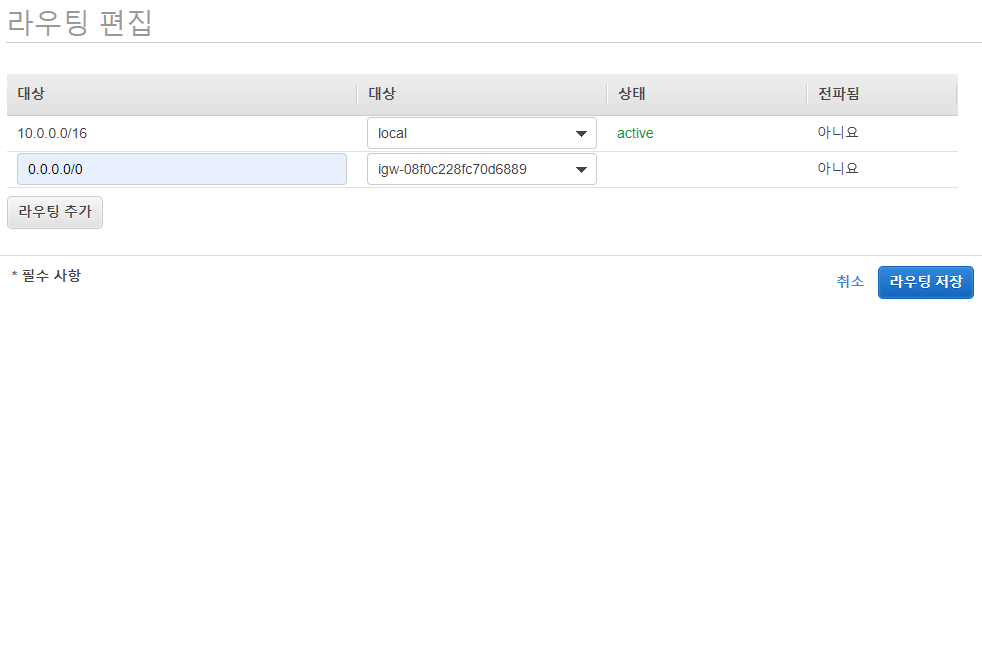 라우팅 편집
대상 대상 상태 전파됨
10.0.0.0/16 local active 아니요
0.0.0.0/0 igw-08f0c228fc70d6889 아니요
라우팅 추가
* 필수 사항 취소 라우팅 저장